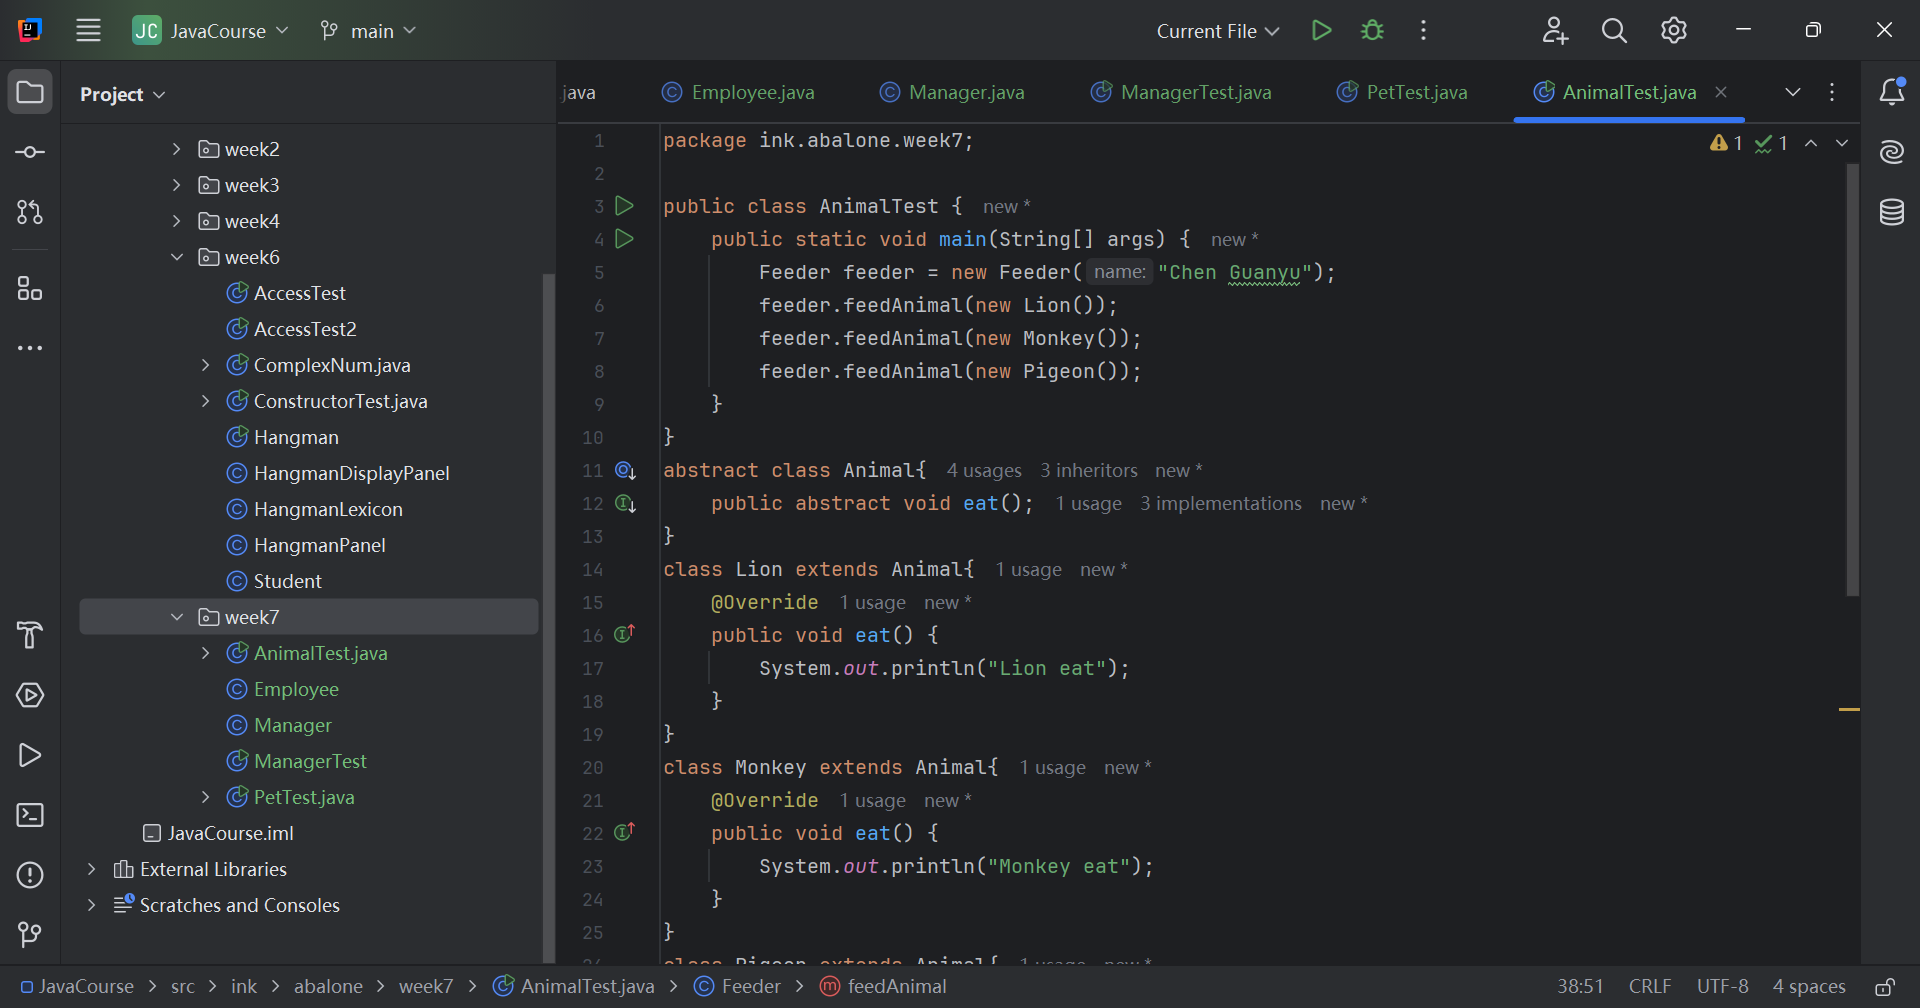 JC JavaCourse main Current File
Project
.java Employee.java Manager.java ManagerTest.java PetTest.java AnimalTest.java
week2
week3
week4
week6
AccessTest
AccessTest2
ComplexNum.java
ConstructorTest.java
Hangman
HangmanDisplayPanel
HangmanLexicon
HangmanPanel
Student
week7
AnimalTest.java
Employee
Manager
ManagerTest
PetTest.java
JavaCourse.iml
External Libraries
Scratches and Consoles
1 1
1 package ink.abalone.week7;
2
3 public class AnimalTest { new *
4 public static void main(String[] args) { new *
5 Feeder feeder = new Feeder( name: "Chen Guanyu");
6 feeder.feedAnimal(new Lion());
7 feeder.feedAnimal(new Monkey());
8 feeder.feedAnimal(new Pigeon());
9 }
10 }
11 abstract class Animal{ 4 usages 3 inheritors new *
12 public abstract void eat(); 1 usage 3 implementations new *
13 }
14 class Lion extends Animal{ 1 usage new *
15 @Override 1 usage new *
16 public void eat() {
17 System.out.println("Lion eat");
18 }
19 }
20 class Monkey extends Animal{ 1 usage new *
21 @Override 1 usage new *
22 public void eat() {
23 System.out.println("Monkey eat");
24 }
25 }
26 class Pigeon extends Animal{ 1 usage new *
JavaCourse > src > ink > abalone > week7 > AnimalTest.java > Feeder > feedAnimal 38:51 CRLF UTF-8 4 spaces